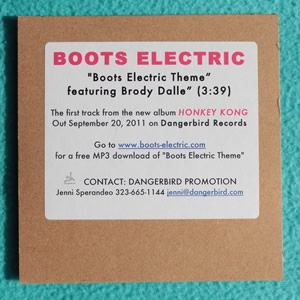 BOOTS ELECTRIC
"Boots Electric Theme"
featuring Brody Dalle" (3:39)
The first track from the new album HONKEY KONG
Out September 20, 2011 on Dangerbird Records
Go to www.boots-electric.com
for a free MP3 download of "Boots Electric Theme"
CONTACT: DANGERBIRD PROMOTION
Jenni Sperandeo 323-665-1144 jenni@dangerbird.com